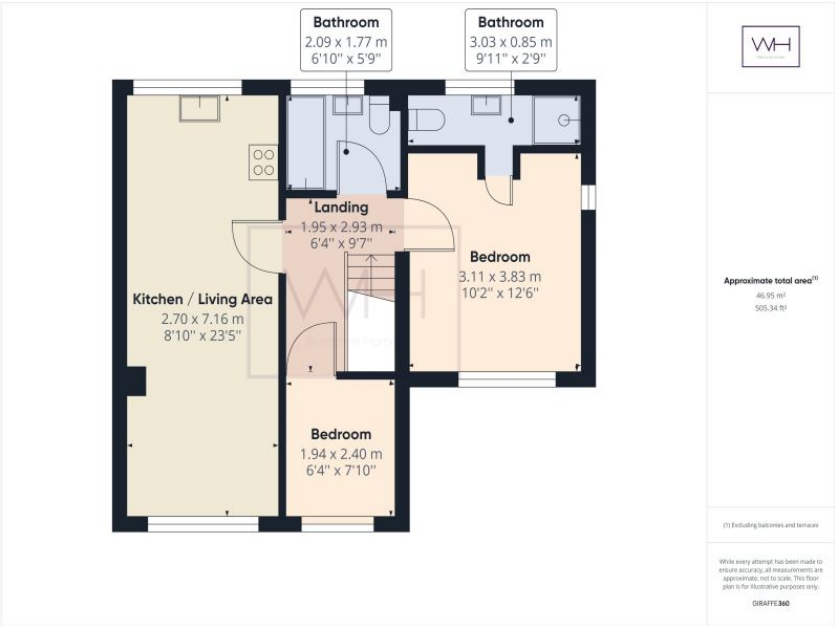 Bathroom
2.09 x 1.77 m
6'10" x 5'9"
Bathroom
3.03 x 0.85 m
9'11" x 2'9"
Landing
1.95 x 2.93 m
6'4" x 9'7"
Bedroom
3.11 x 3.83 m
10'2" x 12'6"
Kitchen / Living Area
2.70 x 7.16 m
8'10" x 23'5"
Bedroom
1.94 x 2.40 m
6'4" x 7'10"
WH
WH
Approximate total area(1)
46.95 m²
505.34 ft²
(1) Excluding balconies and terraces
While every attempt has been made to
ensure accuracy, all measurements are
approximate, not to scale. This floor
plan is for illustrative purposes only.
GIRAFFE360